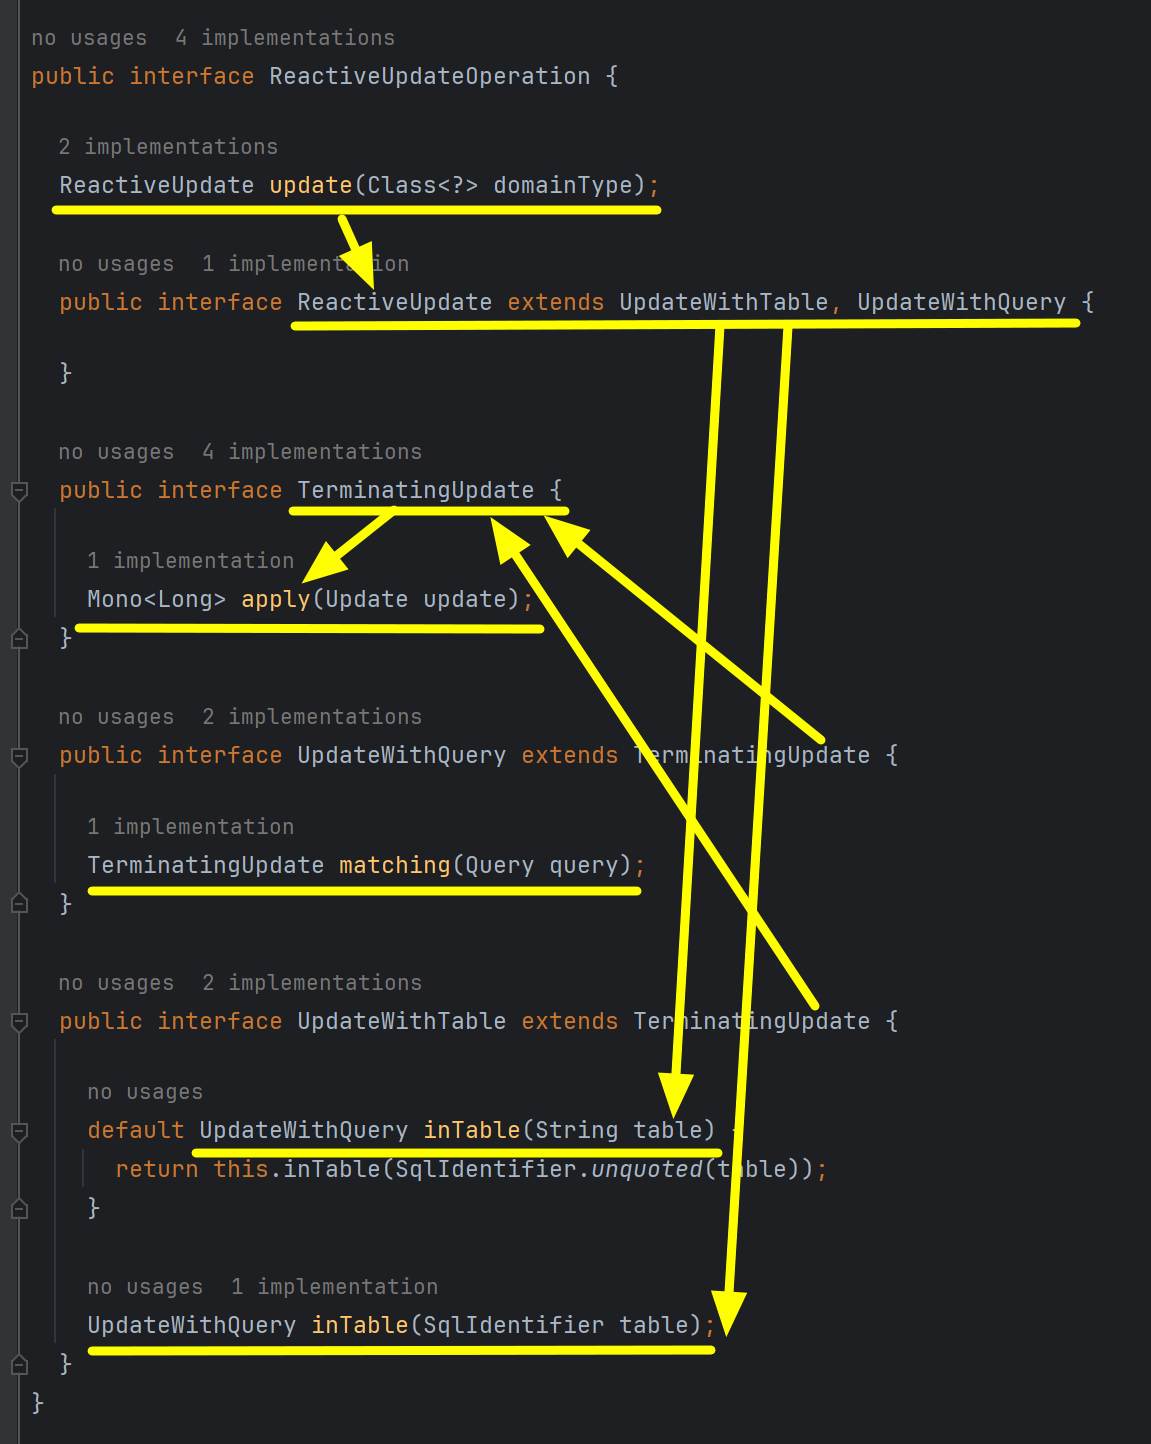 no usages  4 implementations
public interface ReactiveUpdateOperation {
2 implementations
ReactiveUpdate update(Class<?> domainType);
no usages  1 implementation
public interface ReactiveUpdate extends UpdateWithTable, UpdateWithQuery {
}
no usages  4 implementations
public interface TerminatingUpdate {
1 implementation
Mono<Long> apply(Update update);
}
no usages  2 implementations
public interface UpdateWithQuery extends TerminatingUpdate {
1 implementation
TerminatingUpdate matching(Query query);
}
no usages  2 implementations
public interface UpdateWithTable extends TerminatingUpdate {
no usages
default UpdateWithQuery inTable(String table) {
return this.inTable(SqlIdentifier.unquoted(table));
}
no usages  1 implementation
UpdateWithQuery inTable(SqlIdentifier table);
}
}